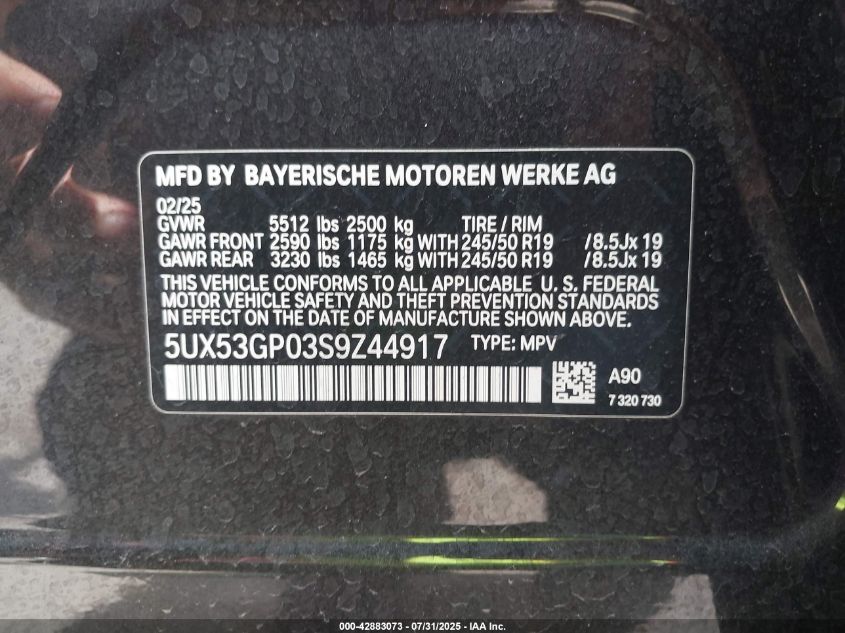 MFD BY BAYERISCHE MOTOREN WERKE AG
02/25
GVWR 5512 lbs 2500 kg TIRE / RIM
GAWR FRONT 2590 lbs 1175 kg WITH 245/50 R19 /8.5Jx 19
GAWR REAR 3230 lbs 1465 kg WITH 245/50 R19 /8.5Jx 19
THIS VEHICLE CONFORMS TO ALL APPLICABLE U. S. FEDERAL
MOTOR VEHICLE SAFETY AND THEFT PREVENTION STANDARDS
IN EFFECT ON THE DATE OF MANUFACTURE SHOWN ABOVE.
5UX53GP03S9Z44917 TYPE: MPV
A90
7 320 730
000-42883073 - 07/31/2025 - IAA Inc.